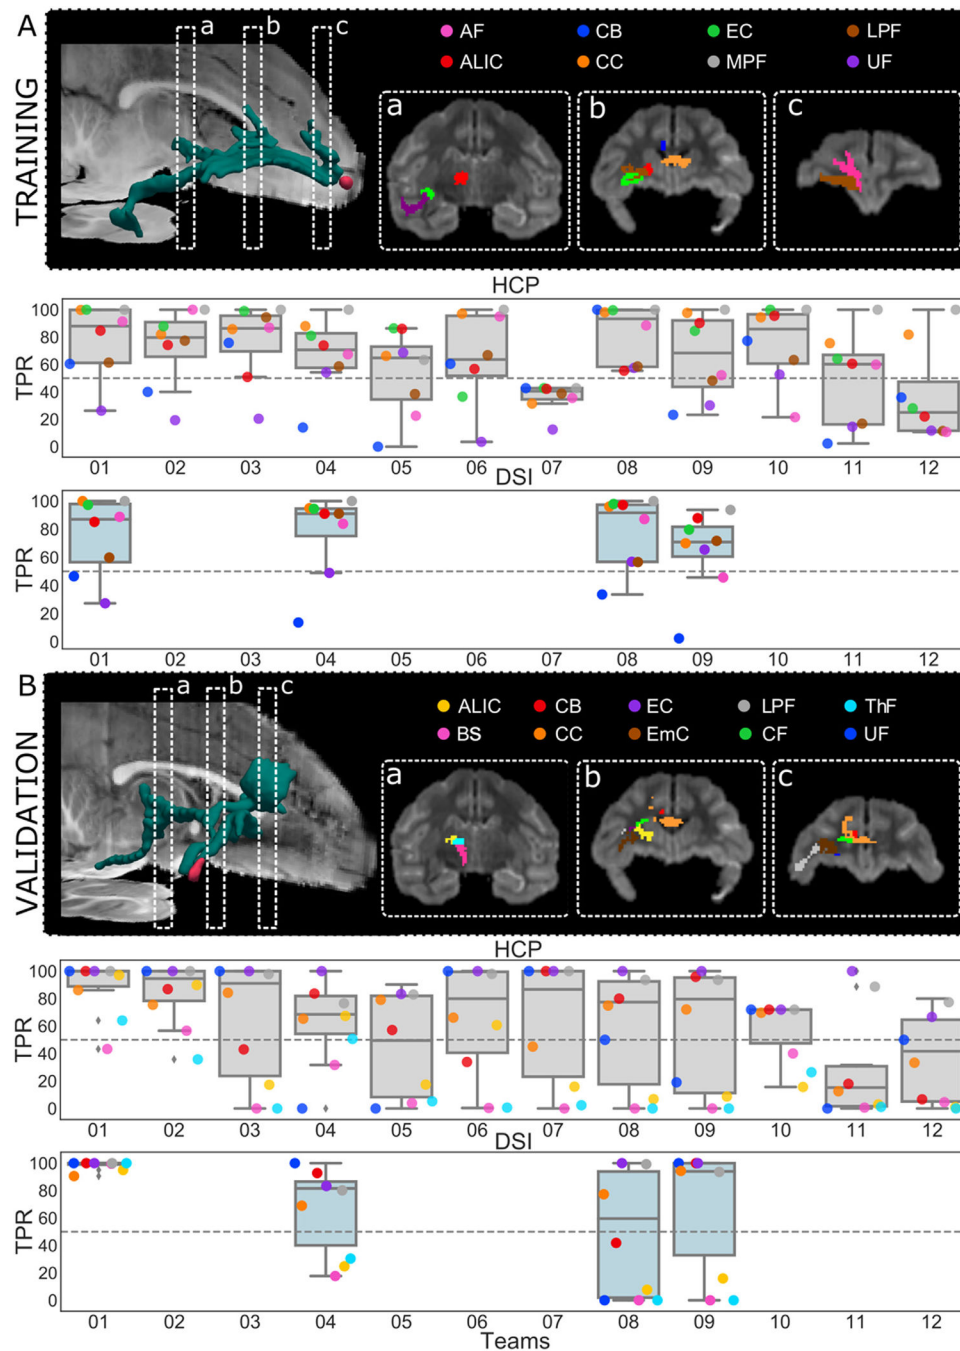 A
TRAINING
a b c
AF CB EC LPF
ALIC CC MPF UF
a b c
HCP
TPR
100
80
60
40
20
0
01 02 03 04 05 06 07 08 09 10 11 12
DSI
TPR
100
80
60
40
20
0
01 02 03 04 05 06 07 08 09 10 11 12
B
VALIDATION
a b c
ALIC CB EC LPF ThF
BS CC EmC CF UF
a b c
HCP
TPR
100
80
60
40
20
0
01 02 03 04 05 06 07 08 09 10 11 12
DSI
TPR
100
80
60
40
20
0
01 02 03 04 05 06 07 08 09 10 11 12
Teams